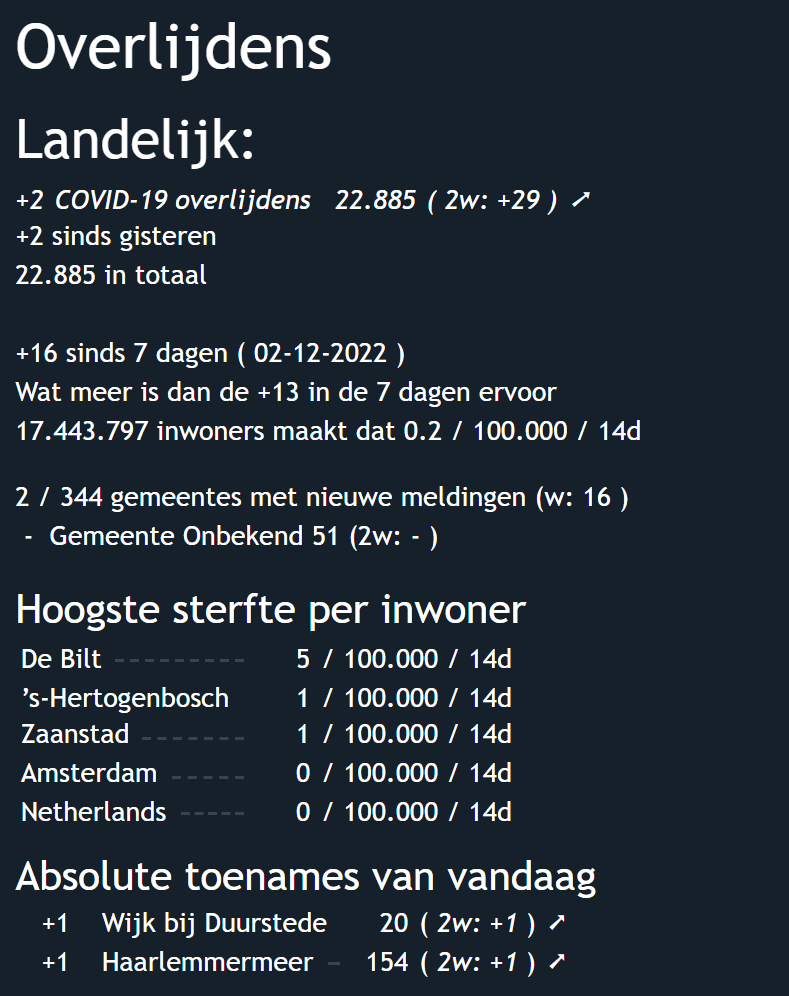 Overlijdens
Landelijk:
+2 COVID-19 overlijdens 22.885 ( 2w: +29 ) ➚
+2 sinds gisteren
22.885 in totaal
+16 sinds 7 dagen ( 02-12-2022 )
Wat meer is dan de +13 in de 7 dagen ervoor
17.443.797 inwoners maakt dat 0.2 / 100.000 / 14d
2 / 344 gemeentes met nieuwe meldingen (w: 16 )
- Gemeente Onbekend 51 (2w: - )
Hoogste sterfte per inwoner
De Bilt --------- 5 / 100.000 / 14d
’s-Hertogenbosch 1 / 100.000 / 14d
Zaanstad ------- 1 / 100.000 / 14d
Amsterdam ----- 0 / 100.000 / 14d
Netherlands ----- 0 / 100.000 / 14d
Absolute toenames van vandaag
+1 Wijk bij Duurstede 20 ( 2w: +1 ) ➚
+1 Haarlemmermeer - 154 ( 2w: +1 ) ➚